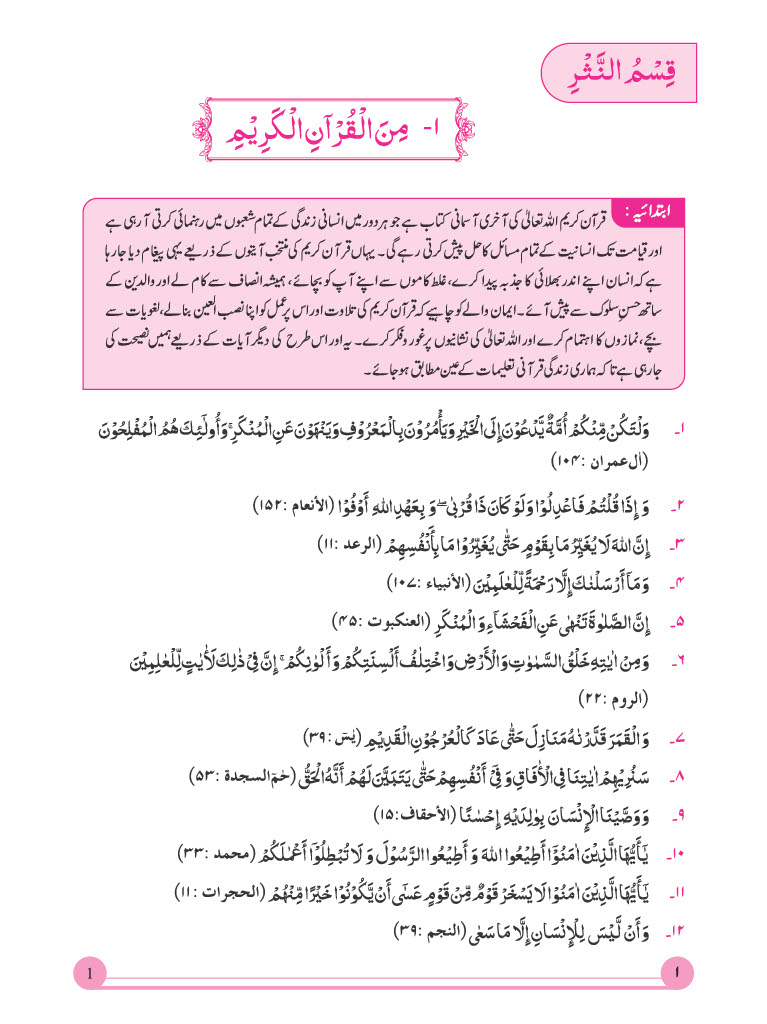 قِسْمُ النَّثْرِ
۱- مِنَ الْقُرْآنِ الْكَرِيْمِ
ابتدائیہ : قرآن کریم اللہ تعالیٰ کی آخری آسمانی کتاب ہے جو ہر دور میں انسانی زندگی کے تمام شعبوں میں رہنمائی کرتی آ رہی ہے
اور قیامت تک انسانیت کے تمام مسائل کا حل پیش کرتی رہے گی۔ یہاں قرآن کریم کی منتخب آیتوں کے ذریعے یہی پیغام دیا جا رہا
ہے کہ انسان اپنے اندر بھلائی کا جذبہ پیدا کرے، غلط کاموں سے اپنے آپ کو بچائے، ہمیشہ انصاف سے کام لے اور والدین کے
ساتھ حسنِ سلوک سے پیش آئے۔ ایمان والے کو چاہیے کہ قرآن کریم کی تلاوت اور اس پر عمل کو اپنا نصب العین بنالے، لغویات سے
بچے، نمازوں کا اہتمام کرے اور اللہ تعالیٰ کی نشانیوں پر غور و فکر کرے۔ یہ اور اس طرح کی دیگر آیات کے ذریعے ہمیں نصیحت کی
جا رہی ہے تاکہ ہماری زندگی قرآنی تعلیمات کے عین مطابق ہو جائے۔
۱۔ وَلْتَكُنْ مِّنْكُمْ أُمَّةٌ يَّدْعُوْنَ إِلَى الْخَيْرِ وَيَأْمُرُوْنَ بِالْمَعْرُوْفِ وَيَنْهَوْنَ عَنِ الْمُنْكَرِ ۚ وَأُولٰٓئِكَ هُمُ الْمُفْلِحُوْنَ
(اٰل عمران : ۱۰۴)
۲۔ وَ إِذَا قُلْتُمْ فَاعْدِلُوْا وَلَوْ كَانَ ذَا قُرْبٰى ۖ وَ بِعَهْدِ اللهِ أَوْفُوْا (الأنعام : ۱۵۲)
۳۔ إِنَّ اللهَ لَا يُغَيِّرُ مَا بِقَوْمٍ حَتّٰى يُغَيِّرُوْا مَا بِأَنْفُسِهِمْ (الرعد : ۱۱)
۴۔ وَمَآ أَرْسَلْنٰكَ إِلَّا رَحْمَةً لِّلْعٰلَمِيْنَ (الأنبياء : ۱۰۷)
۵۔ إِنَّ الصَّلٰوةَ تَنْهٰى عَنِ الْفَحْشَآءِ وَ الْمُنْكَرِ (العنكبوت : ۴۵)
۶۔ وَمِنْ اٰيٰتِهٖ خَلْقُ السَّمٰوٰتِ وَالْأَرْضِ وَاخْتِلٰفُ أَلْسِنَتِكُمْ وَ أَلْوٰنِكُمْ ۚ إِنَّ فِيْ ذٰلِكَ لَأٰيٰتٍ لِّلْعٰلِمِيْنَ
(الروم : ۲۲)
۷۔ وَالْقَمَرَ قَدَّرْنٰهُ مَنَازِلَ حَتّٰى عَادَ كَالْعُرْجُوْنِ الْقَدِيْمِ (يٰسٓ : ۳۹)
۸۔ سَنُرِيْهِمْ اٰيٰتِنَا فِي الْأٰفَاقِ وَ فِيْٓ أَنْفُسِهِمْ حَتّٰى يَتَبَيَّنَ لَهُمْ أَنَّهُ الْحَقُّ (حٰمٓ السجدة : ۵۳)
۹۔ وَ وَصَّيْنَا الْإِنْسَانَ بِوٰلِدَيْهِ إِحْسٰنًا (الأحقاف: ۱۵)
۱۰۔ يٰٓأَيُّهَا الَّذِيْنَ اٰمَنُوْٓا أَطِيْعُوا اللهَ وَ أَطِيْعُوا الرَّسُوْلَ وَ لَا تُبْطِلُوْٓا أَعْمٰلَكُمْ (محمد : ۳۳)
۱۱۔ يٰٓأَيُّهَا الَّذِيْنَ اٰمَنُوْا لَا يَسْخَرْ قَوْمٌ مِّنْ قَوْمٍ عَسٰٓى أَنْ يَّكُوْنُوْا خَيْرًا مِّنْهُمْ (الحجرات : ۱۱)
۱۲۔ وَأَنْ لَّيْسَ لِلْإِنْسَانِ إِلَّا مَا سَعٰى (النجم : ۳۹)
۱
1